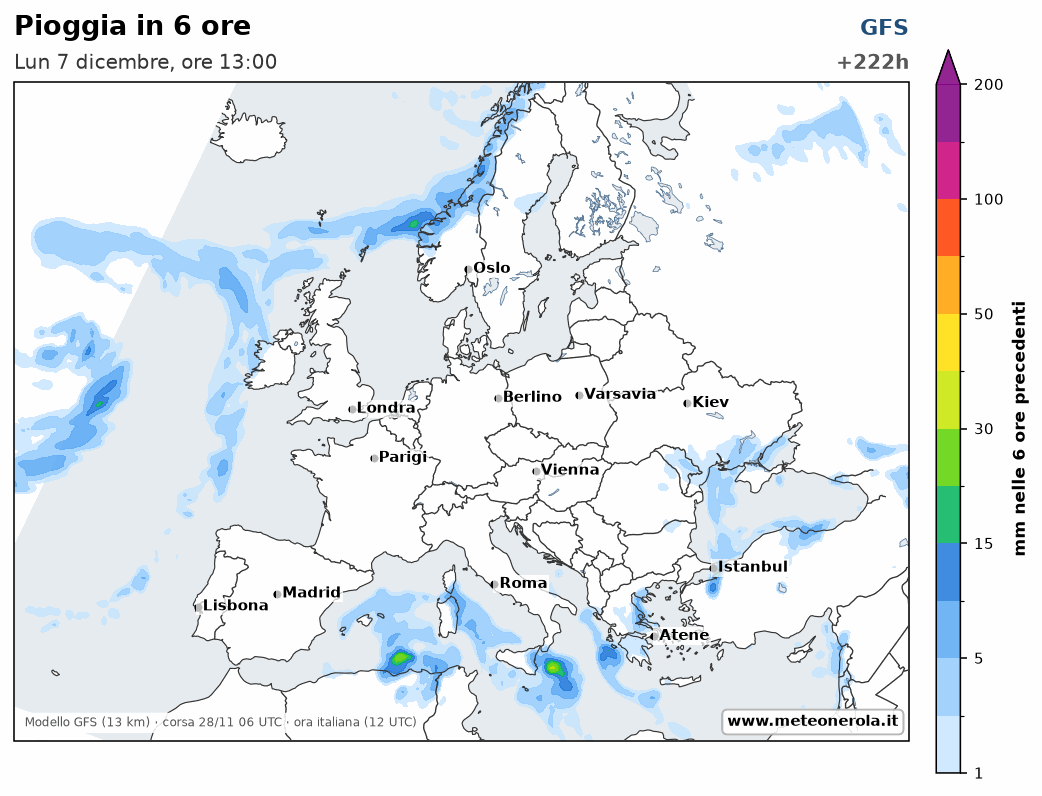 Pioggia in 6 ore
GFS
Lun 7 dicembre, ore 13:00
+222h
Oslo
Berlino
Varsavia
Kiev
Londra
Parigi
Vienna
Istanbul
Roma
Madrid
Lisbona
Atene
Modello GFS (13 km) · corsa 28/11 06 UTC · ora italiana (12 UTC)
www.meteonerola.it
200
100
50
30
15
5
1
mm nelle 6 ore precedenti